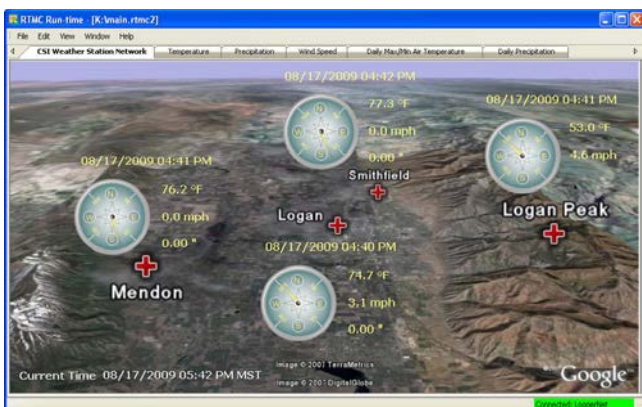 RTMC Run-time - [K:\main.rtmc2]
File Edit View Window Help
CSI Weather Station Network Temperature Precipitation Wind Speed Daily Max/Min Air Temperature Daily Precipitation
08/17/2009 04:42 PM
77.3 °F
0.0 mph
0.00 "
Smithfield
08/17/2009 04:41 PM
53.0 °F
4.6 mph
Logan Peak
08/17/2009 04:41 PM
76.2 °F
0.0 mph
0.00 "
Mendon
Logan
08/17/2009 04:40 PM
74.7 °F
3.1 mph
0.00 "
N
E
S
W
N
E
S
W
N
E
S
W
N
E
S
W
Image © 2007 TerraMetrics
Image © 2007 DigitalGlobe
Current Time 08/17/2009 05:42 PM MST
Google
Connected: LoggerNet